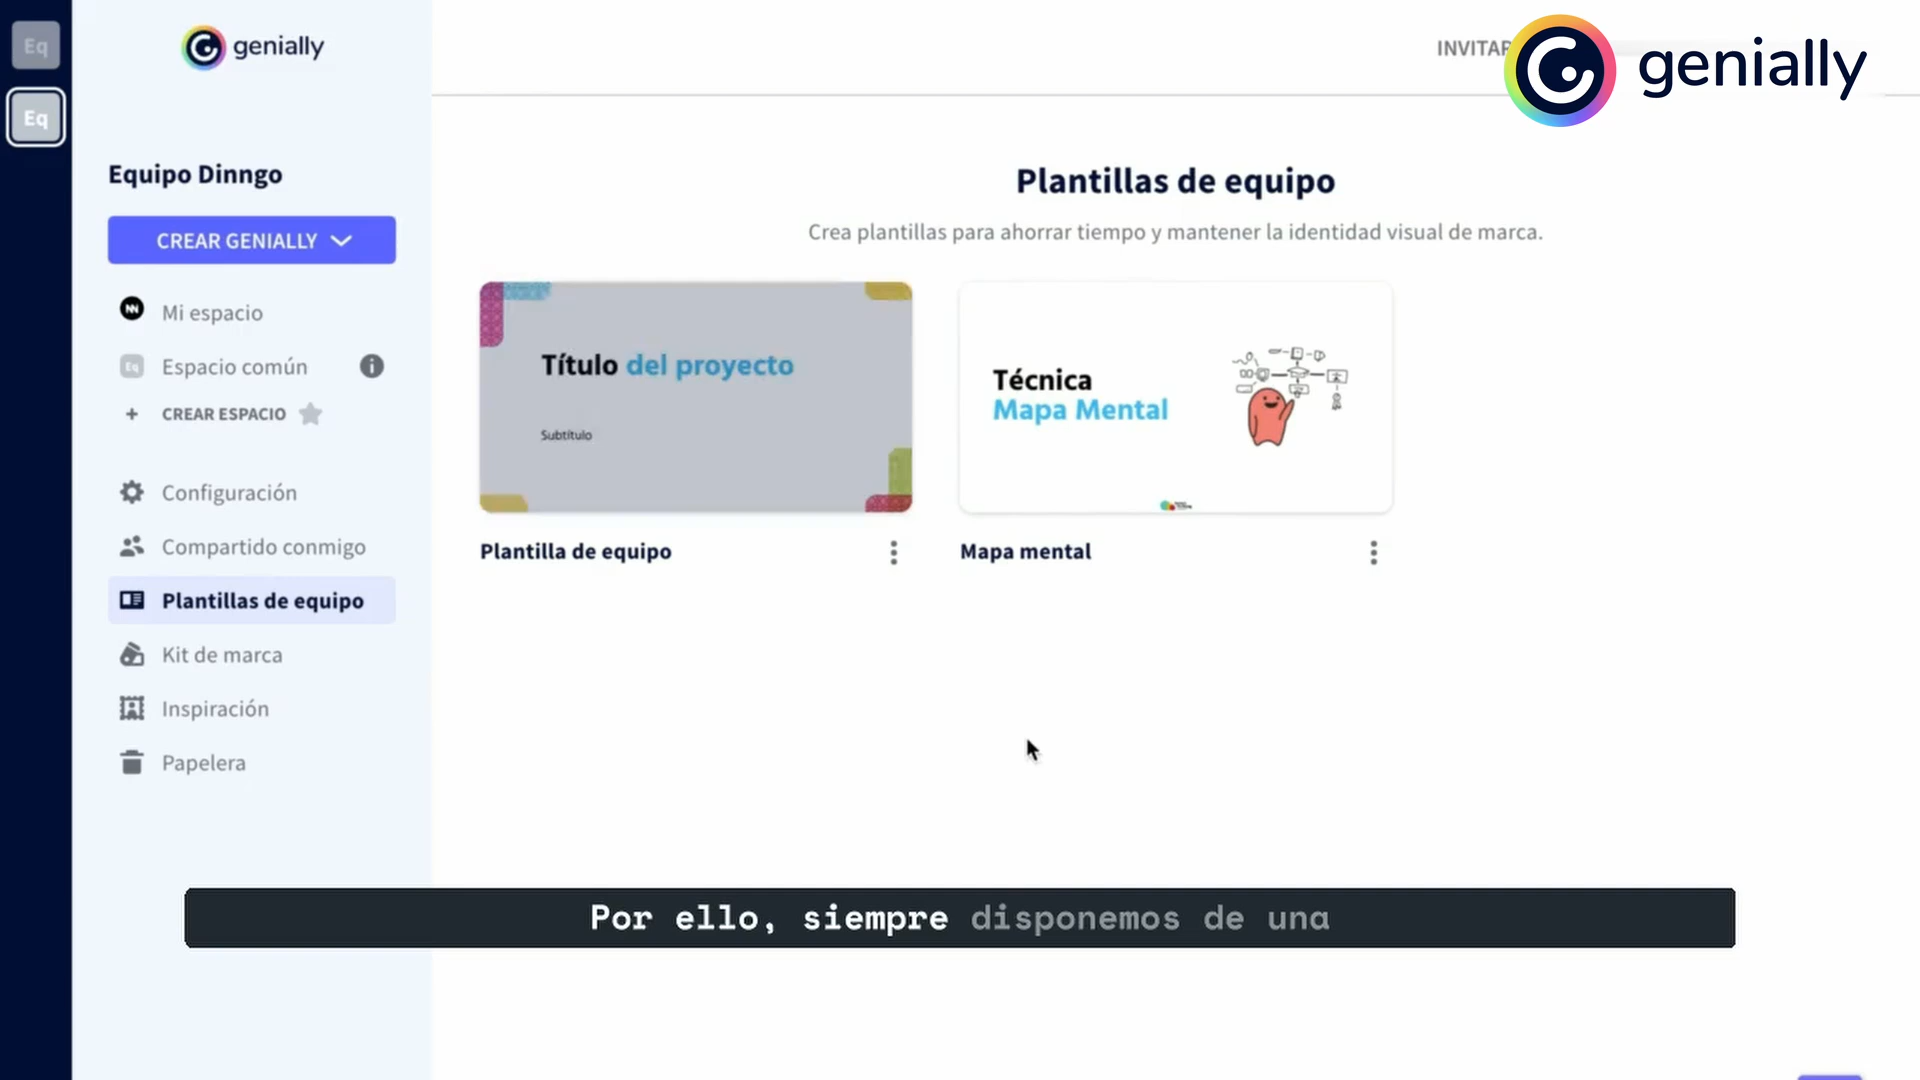 Eq
Eq
genially
INVITAR
genially
Equipo Dinngo
CREAR GENIALLY
Mi espacio
Eq
Espacio común
CREAR ESPACIO
Configuración
Compartido conmigo
Plantillas de equipo
Kit de marca
Inspiración
Papelera
Plantillas de equipo
Crea plantillas para ahorrar tiempo y mantener la identidad visual de marca.
Título del proyecto
Subtítulo
Técnica
Mapa Mental
Plantilla de equipo
Mapa mental
Por ello, siempre disponemos de una